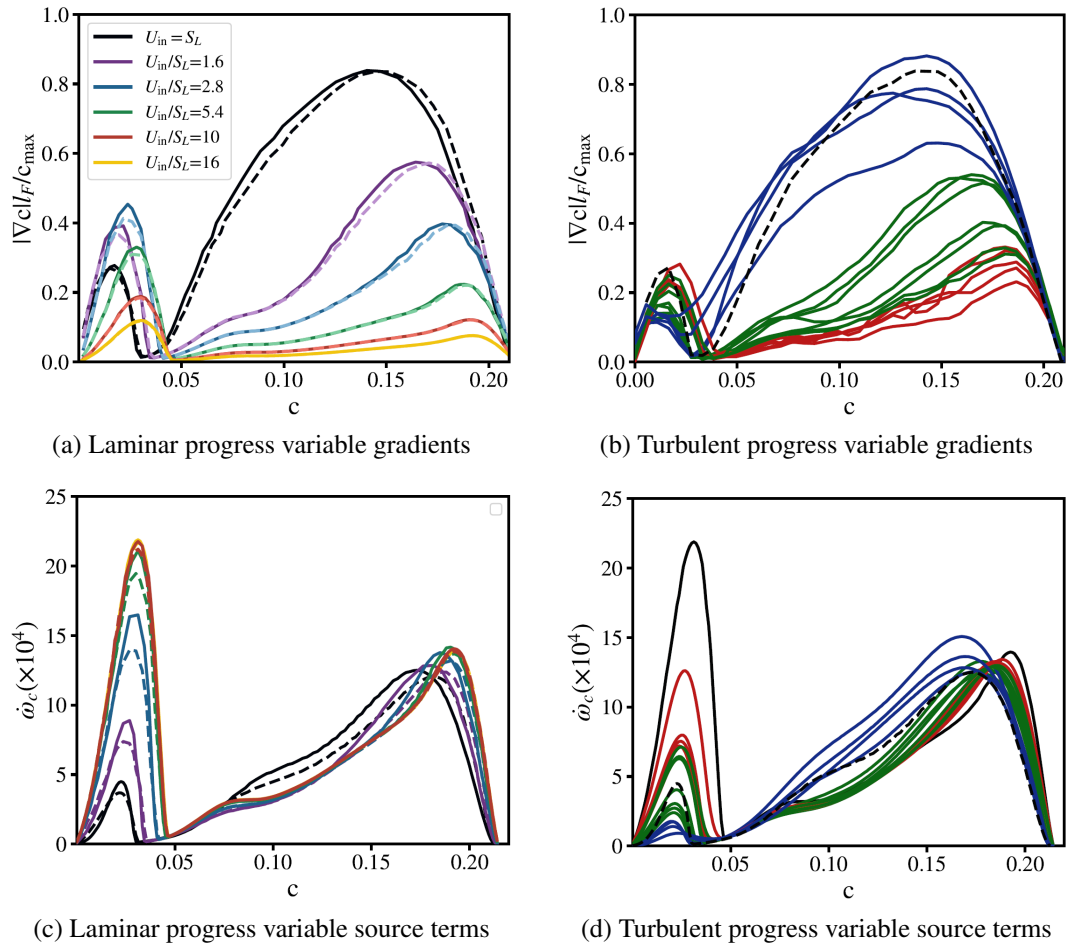 1.0
0.8
0.6
0.4
0.2
0.0
|∇c|l_F/c_max
U_in = S_L
U_in/S_L=1.6
U_in/S_L=2.8
U_in/S_L=5.4
U_in/S_L=10
U_in/S_L=16
0.05 0.10 0.15 0.20
c
(a) Laminar progress variable gradients
1.0
0.8
0.6
0.4
0.2
0.0
|∇c|l_F/c_max
0.00 0.05 0.10 0.15 0.20
c
(b) Turbulent progress variable gradients
25
20
15
10
5
0
ω̇_c(×10⁴)
0.05 0.10 0.15 0.20
c
(c) Laminar progress variable source terms
25
20
15
10
5
0
ω̇_c(×10⁴)
0.05 0.10 0.15 0.20
c
(d) Turbulent progress variable source terms